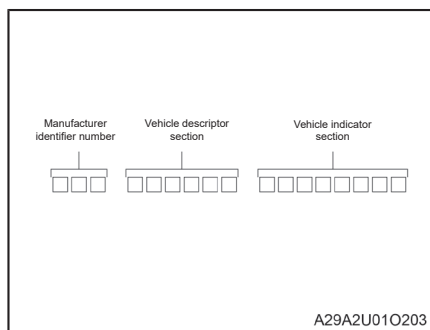 Manufacturer
identifier number
Vehicle descriptor
section
Vehicle indicator
section
A29A2U01O203